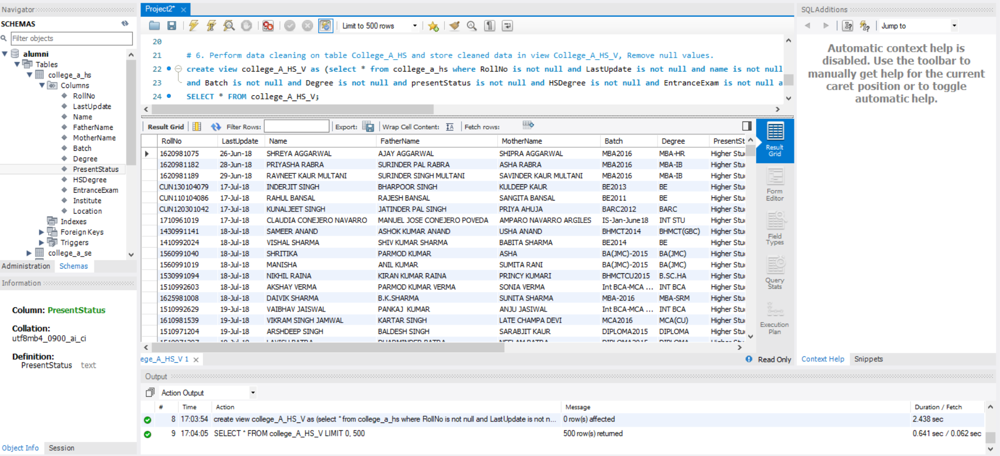 Navigator
SCHEMAS
Filter objects
alumni
Tables
college_a_hs
Columns
RollNo
LastUpdate
Name
FatherName
MotherName
Batch
Degree
PresentStatus
HSDegree
EntranceExam
Institute
Location
Indexes
Foreign Keys
Triggers
college_a_se
Administration Schemas
Information
Column: PresentStatus
Collation:
utf8mb4_0900_ai_ci
Definition:
PresentStatus text
Object Info Session
Project2*
Limit to 500 rows
20
21 # 6. Perform data cleaning on table College_A_HS and store cleaned data in view College_A_HS_V, Remove null values.
22 create view college_A_HS_V as (select * from college_a_hs where RollNo is not null and LastUpdate is not null and name is not null
23 and Batch is not null and Degree is not null and presentStatus is not null and HSDegree is not null and EntranceExam is not null a
24 SELECT * FROM college_A_HS_V;
Result Grid Filter Rows: Export: Wrap Cell Content: Fetch rows:
RollNo LastUpdate Name FatherName MotherName Batch Degree PresentSt
1620981075 26-Jun-18 SHREYA AGGARWAL AJAY AGGARWAL SHIPRA AGGARWAL MBA2016 MBA-HR Higher Stu
1620981182 28-Jun-18 PRIYASHA RABRA SURINDER PAL RABRA ASHA RABRA MBA2016 MBA-IB Higher Stu
1620981189 29-Jun-18 RAVNEET KAUR MULTANI SURINDER SINGH MULTANI SAVINDER KAUR MULTANI MBA2016 MBA-IB Higher Stu
CUN130104079 17-Jul-18 INDERJIT SINGH BHARPOOR SINGH KULDEEP KAUR BE2013 BE Higher Stu
CUN110104086 17-Jul-18 RAHUL BANSAL RAJESH BANSAL SANGITA BANSAL BE2011 BE Higher Stu
CUN120301042 17-Jul-18 KUNALJEET SINGH JATINDER PAL SINGH PRIYA AHUJA BARC2012 BARC Higher Stu
1710961019 17-Jul-18 CLAUDIA CONEJERO NAVARRO MANUEL JOSE CONEJERO POVEDA AMPARO NAVARRO ARGILES IS-Jan-June18 INT STU Higher Stu
1430991141 18-Jul-18 SAMEER ANAND ASHOK KUMAR ANAND USHA ANAND BHMCT2014 BHMCT(GBC) Higher Stu
1410992024 18-Jul-18 VISHAL SHARMA SHIV KUMAR SHARMA BABITA SHARMA BE2014 BE Higher Stu
1560991040 18-Jul-18 SHRITIKA PARMOD KUMAR ASHA BA(JMC)-2015 BA(JMC) Higher Stu
1560991019 18-Jul-18 MANISHA ANIL KUMAR SUMITA RANI BA(JMC)-2015 BA(JMC) Higher Stu
1530991094 18-Jul-18 NIKHIL RAINA KIRAN KUMAR RAINA PRINCY KUMARI BHMCTCU2015 B.SC.HA Higher Stu
1510992603 18-Jul-18 AKSHAY VERMA PARMOD KUMAR VERMA SONIA VERMA Int BCA-MCA ... INT BCA Higher Stu
1625981008 18-Jul-18 DAIVIK SHARMA B.K.SHARMA SUNITA SHARMA MBA-2016 MBA-SRM Higher Stu
1510992629 19-Jul-18 VAIBHAV JAISWAL PANKAJ KUMAR ANJU JASIWAL Int BCA-MCA ... INT BCA Higher Stu
1610981539 19-Jul-18 VIKRAM SINGH JAMWAL KARTAR SINGH LATE CHAMPA DEVI MCA2016 MCA(CU) Higher Stu
1510971204 19-Jul-18 ARSHDEEP SINGH BALDESH SINGH SARABJIT KAUR DIPLOMA2015 DIPLOMA Higher Stu
Result Grid
Form Editor
Field Types
Query Stats
Execution Plan
ege_A_HS_V 1 Read Only
Output
Action Output
# Time Action Message Duration / Fetch
8 17:03:54 create view college_A_HS_V as (select * from college_a_hs where RollNo is not null and LastUpdate is not n... 0 row(s) affected 2.438 sec
9 17:04:05 SELECT * FROM college_A_HS_V LIMIT 0, 500 500 row(s) returned 0.641 sec / 0.062 sec
SQLAdditions
Jump to
Automatic context help is
disabled. Use the toolbar to
manually get help for the current
caret position or to toggle
automatic help.
Context Help Snippets